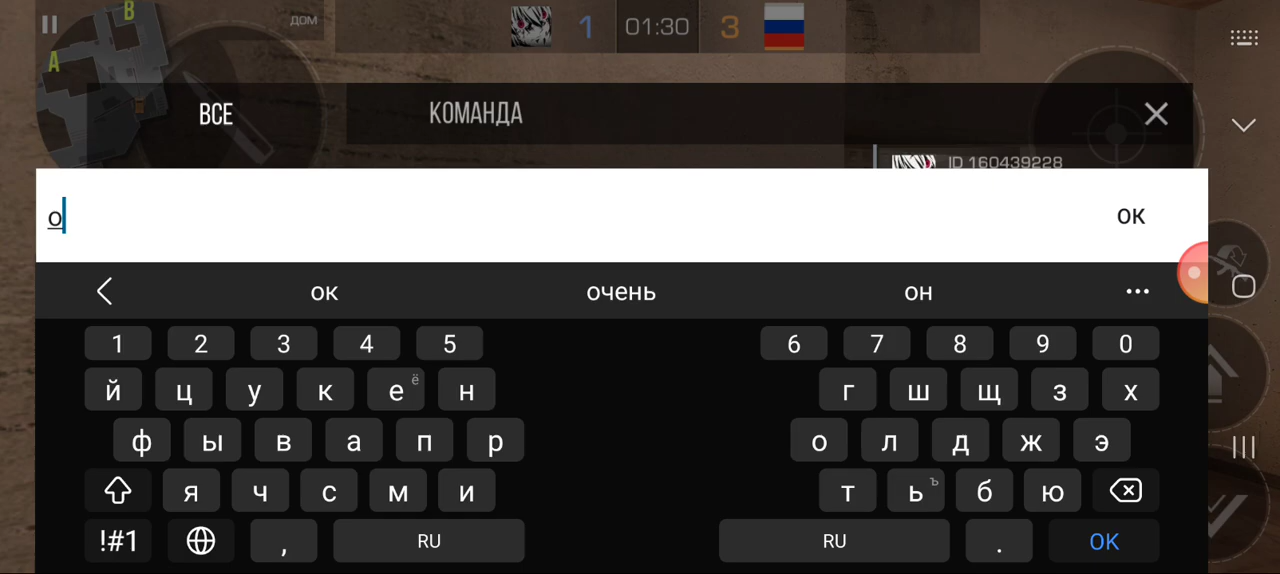 B
A
ДОМ
1 01:30 3
ВСЕ КОМАНДА
ID 160439228
о ОК
ок очень он
1 2 3 4 5 6 7 8 9 0
й ц у к е ё н г ш щ з х
ф ы в а п р о л д ж э
я ч с м и т ь ъ б ю
!#1 , RU RU . OK